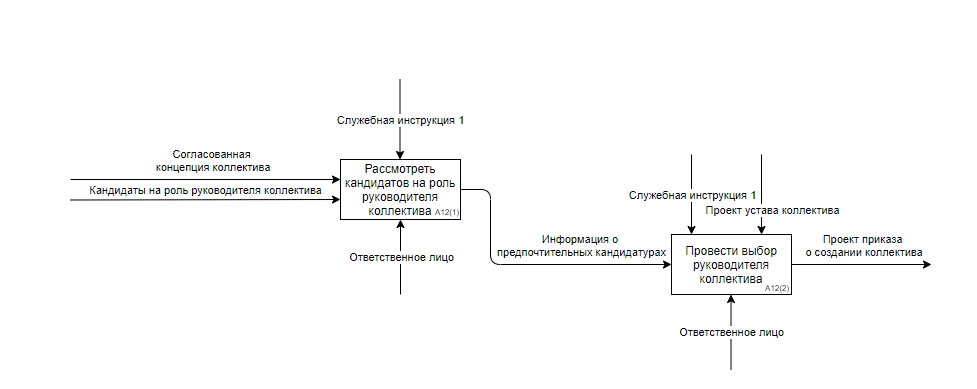 Служебная инструкция 1
Согласованная
концепция коллектива
Кандидаты на роль руководителя коллектива
Рассмотреть
кандидатов на роль
руководителя
коллектива A12(1)
Ответственное лицо
Информация о
предпочтительных кандидатурах
Служебная инструкция 1
Проект устава коллектива
Провести выбор
руководителя
коллектива
A12(2)
Проект приказа
о создании коллектива
Ответственное лицо